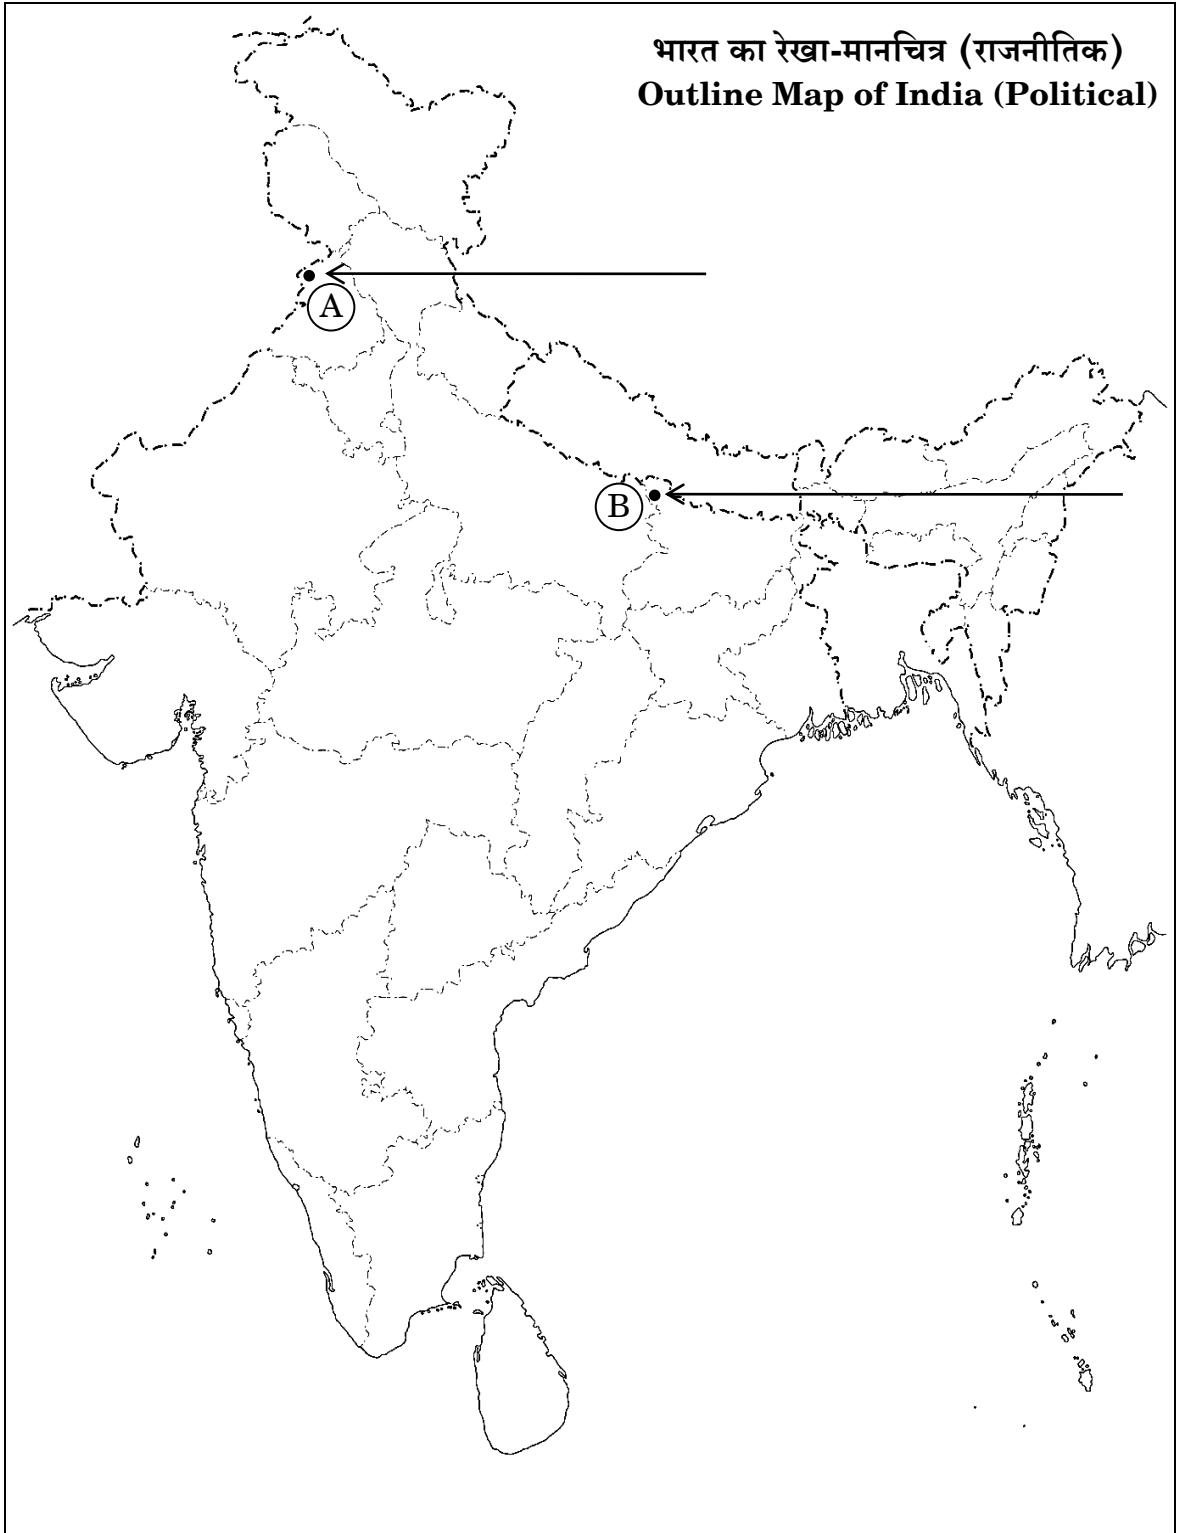 भारत का रेखा-मानचित्र (राजनीतिक)
Outline Map of India (Political)
A
B